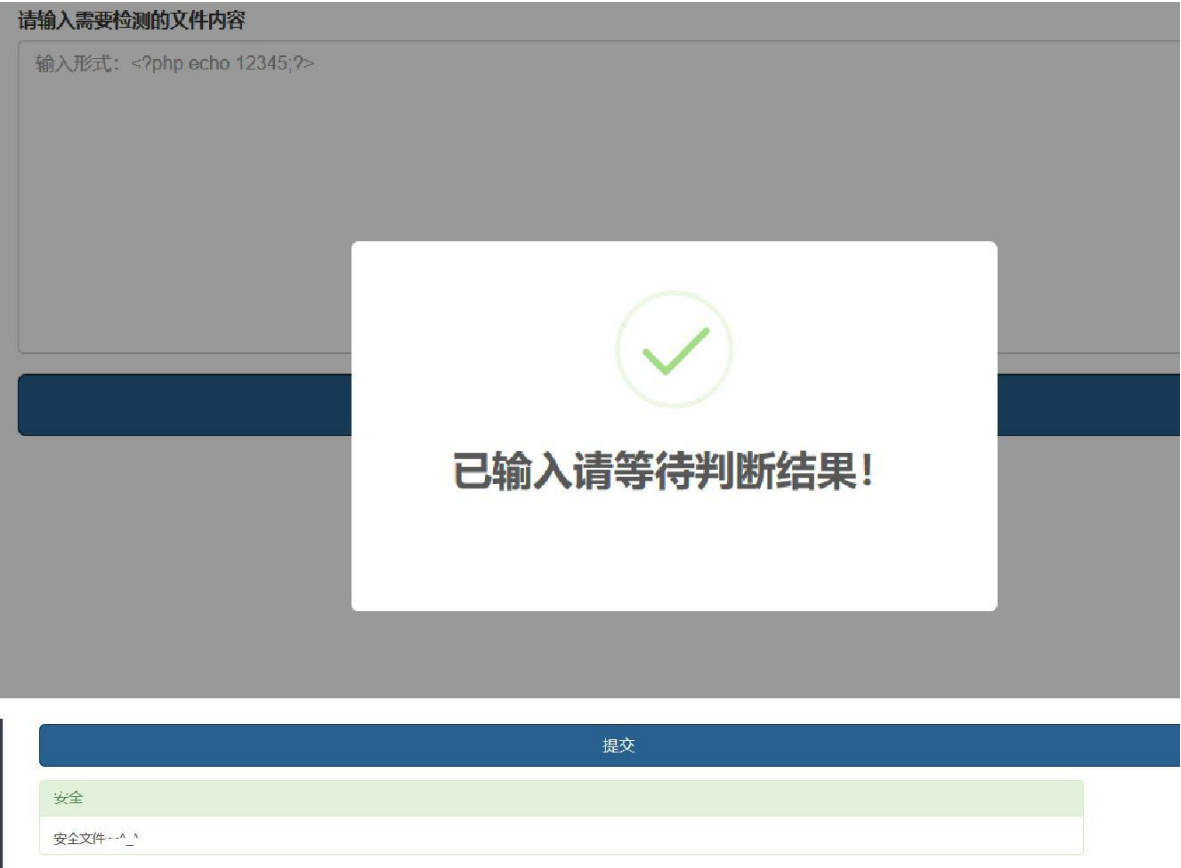 请输入需要检测的文件内容
输入形式：<?php echo 12345;?>
已输入请等待判断结果！
提交
安全
安全文件~~^_^